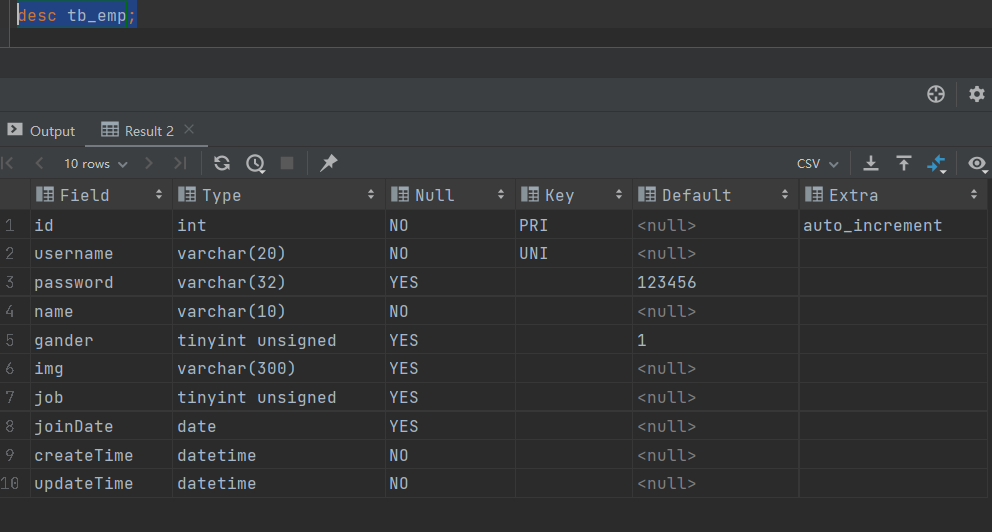 desc tb_emp;
Output Result 2
10 rows CSV
Field Type Null Key Default Extra
1 id int NO PRI <null> auto_increment
2 username varchar(20) NO UNI <null>
3 password varchar(32) YES 123456
4 name varchar(10) NO <null>
5 gander tinyint unsigned YES 1
6 img varchar(300) YES <null>
7 job tinyint unsigned YES <null>
8 joinDate date YES <null>
9 createTime datetime NO <null>
10 updateTime datetime NO <null>